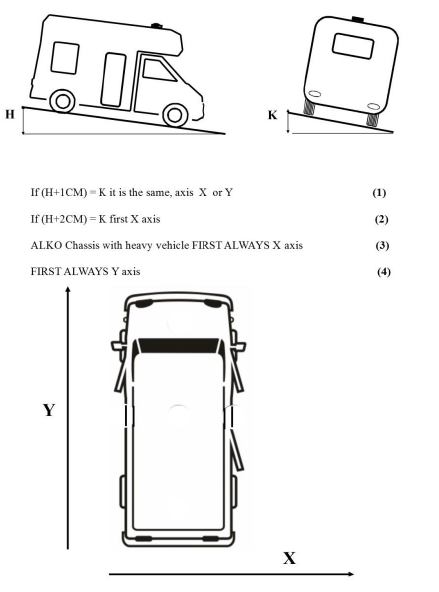 H
K
If (H+1CM) = K it is the same, axis X or Y (1)
If (H+2CM) = K first X axis (2)
ALKO Chassis with heavy vehicle FIRST ALWAYS X axis (3)
FIRST ALWAYS Y axis (4)
Y
X